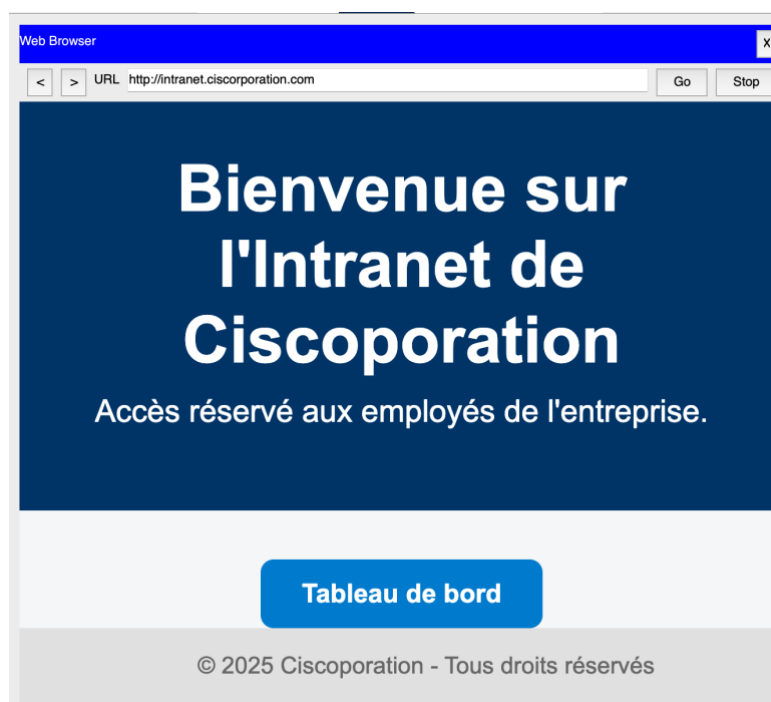 Web Browser
X
< > URL http://intranet.ciscorporation.com Go Stop
Bienvenue sur
l'Intranet de
Ciscoporation
Accès réservé aux employés de l'entreprise.
Tableau de bord
© 2025 Ciscoporation - Tous droits réservés